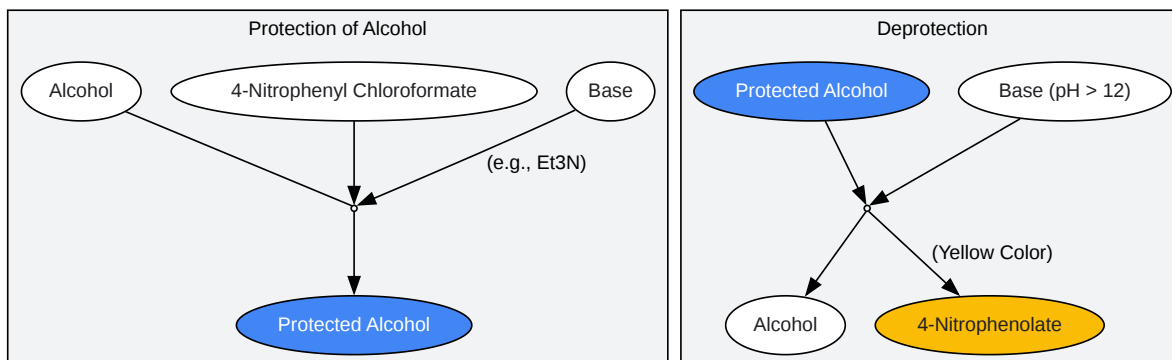 Protection of Alcohol
Alcohol
4-Nitrophenyl Chloroformate
Base
(e.g., Et3N)
Protected Alcohol
Deprotection
Protected Alcohol
Base (pH > 12)
(Yellow Color)
Alcohol
4-Nitrophenolate